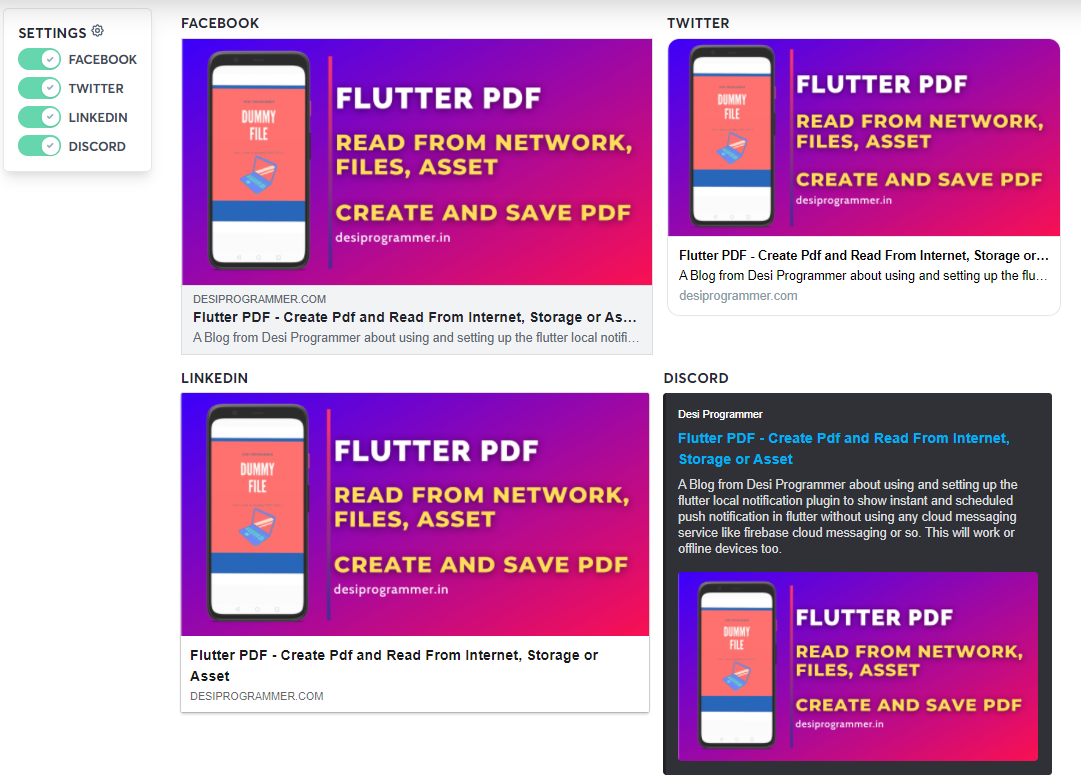 SETTINGS
FACEBOOK
TWITTER
LINKEDIN
DISCORD
FACEBOOK
DUMMY
FILE
FLUTTER PDF
READ FROM NETWORK,
FILES, ASSET
CREATE AND SAVE PDF
desiprogrammer.in
DESIPROGRAMMER.COM
Flutter PDF - Create Pdf and Read From Internet, Storage or As...
A Blog from Desi Programmer about using and setting up the flutter local notifi...
TWITTER
DUMMY
FILE
FLUTTER PDF
READ FROM NETWORK,
FILES, ASSET
CREATE AND SAVE PDF
desiprogrammer.in
Flutter PDF - Create Pdf and Read From Internet, Storage or...
A Blog from Desi Programmer about using and setting up the flu...
desiprogrammer.com
LINKEDIN
DUMMY
FILE
FLUTTER PDF
READ FROM NETWORK,
FILES, ASSET
CREATE AND SAVE PDF
desiprogrammer.in
Flutter PDF - Create Pdf and Read From Internet, Storage or
Asset
DESIPROGRAMMER.COM
DISCORD
Desi Programmer
Flutter PDF - Create Pdf and Read From Internet,
Storage or Asset
A Blog from Desi Programmer about using and setting up the
flutter local notification plugin to show instant and scheduled
push notification in flutter without using any cloud messaging
service like firebase cloud messaging or so. This will work or
offline devices too.
DUMMY
FILE
FLUTTER PDF
READ FROM NETWORK,
FILES, ASSET
CREATE AND SAVE PDF
desiprogrammer.in